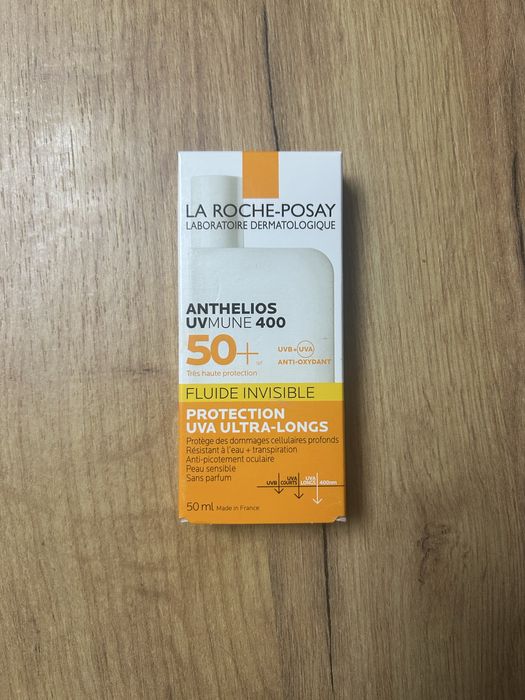 LA ROCHE-POSAY
LABORATOIRE DERMATOLOGIQUE
ANTHELIOS
UVMUNE 400
50+
UVB+UVA
ANTI-OXYDANT
Très haute protection
FLUIDE INVISIBLE
PROTECTION
UVA ULTRA-LONGS
Protège des dommages cellulaires profonds
Résistant à l'eau + transpiration
Anti-picotement oculaire
Peau sensible
Sans parfum
UVB
UVA COURTS
UVA LONGS
400nm
50 ml Made in France